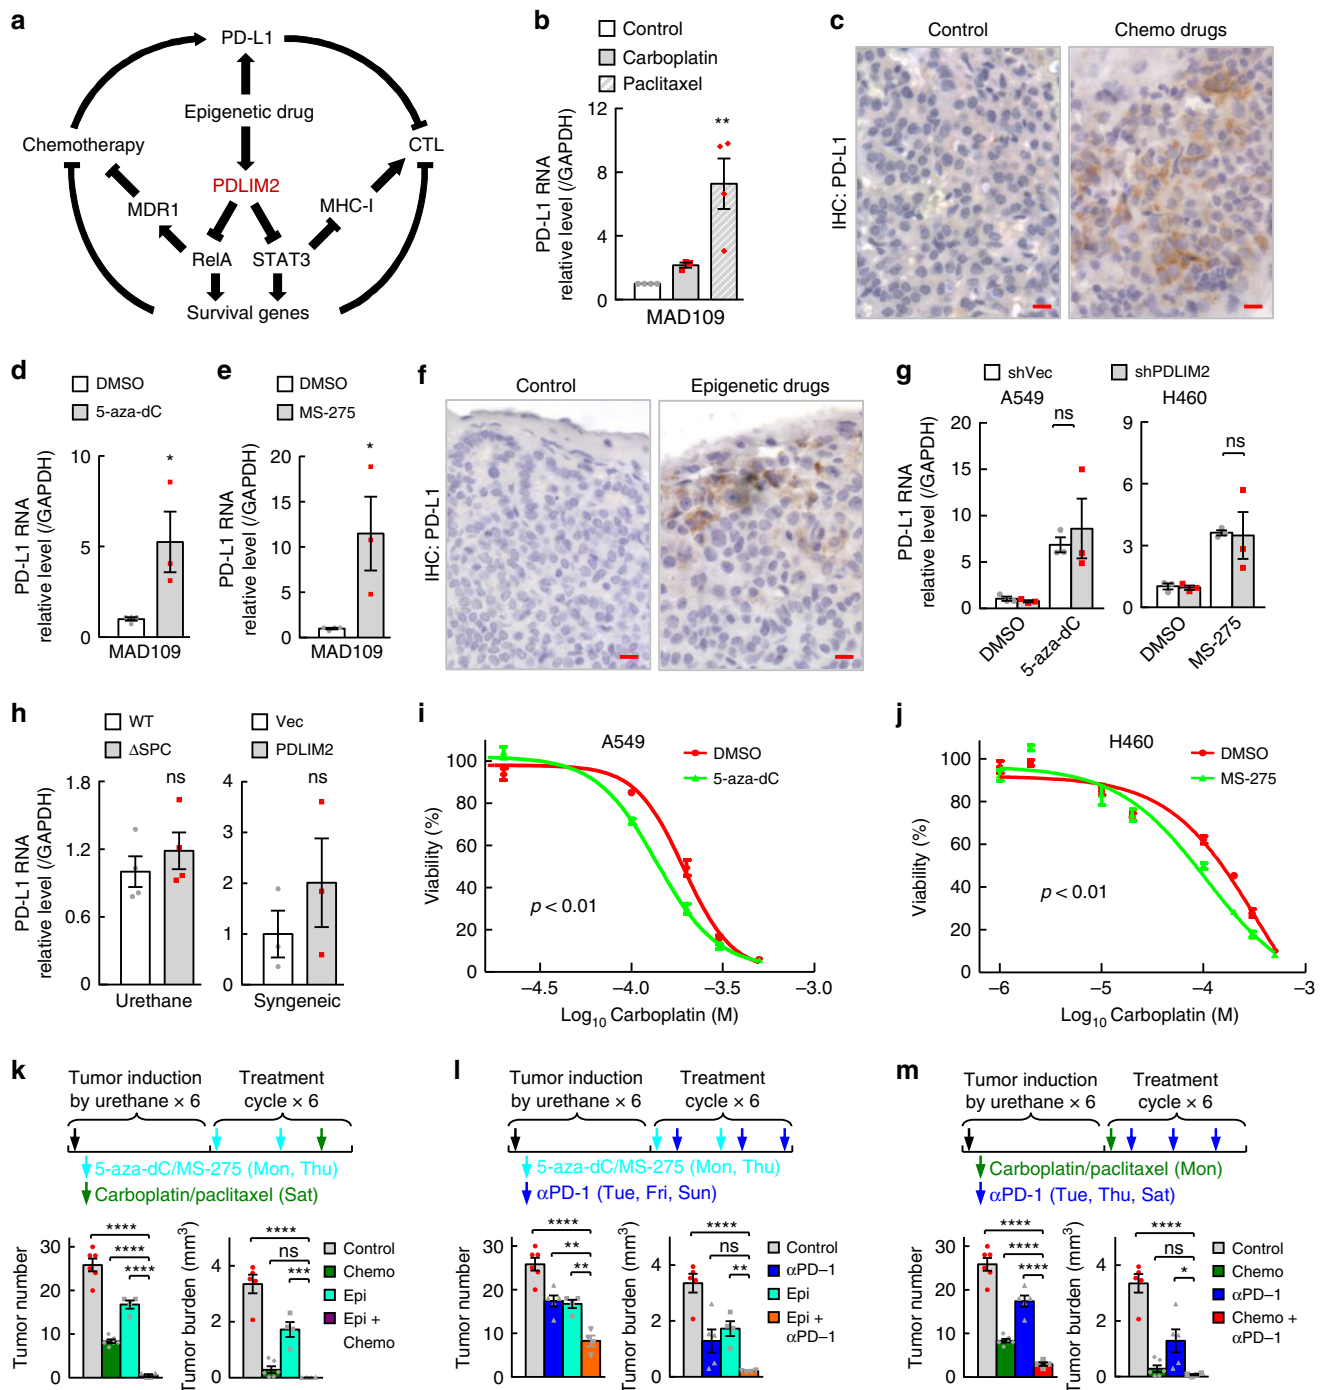 a
PD-L1
Epigenetic drug
Chemotherapy
CTL
PDLIM2
MDR1
MHC-I
RelA
STAT3
Survival genes
b
Control
Carboplatin
Paclitaxel
PD-L1 RNA
relative level (/GAPDH)
12
8
4
0
**
MAD109
c
Control
Chemo drugs
IHC: PD-L1
d
DMSO
5-aza-dC
PD-L1 RNA
relative level (/GAPDH)
10
5
0
*
MAD109
e
DMSO
MS-275
PD-L1 RNA
relative level (/GAPDH)
20
15
10
5
0
*
MAD109
f
Control
Epigenetic drugs
IHC: PD-L1
g
shVec
shPDLIM2
A549
H460
PD-L1 RNA
relative level (/GAPDH)
20
15
10
5
0
ns
DMSO
5-aza-dC
9
6
3
0
ns
DMSO
MS-275
h
WT
ΔSPC
Vec
PDLIM2
PD-L1 RNA
relative level (/GAPDH)
1.8
1.2
0.6
0
ns
Urethane
4
3
2
1
0
ns
Syngeneic
i
A549
DMSO
5-aza-dC
Viability (%)
100
80
60
40
20
0
p < 0.01
–4.5
–4.0
–3.5
–3.0
Log10 Carboplatin (M)
j
H460
DMSO
MS-275
Viability (%)
100
80
60
40
20
0
p < 0.01
–6
–5
–4
–3
Log10 Carboplatin (M)
k
Tumor induction
by urethane × 6
Treatment
cycle × 6
5-aza-dC/MS-275 (Mon, Thu)
Carboplatin/paclitaxel (Sat)
Tumor number
30
20
10
0
****
****
****
Tumor burden (mm3)
4
2
0
****
ns
***
Control
Chemo
Epi
Epi +
Chemo
l
Tumor induction
by urethane × 6
Treatment
cycle × 6
5-aza-dC/MS-275 (Mon, Thu)
αPD-1 (Tue, Fri, Sun)
Tumor number
30
20
10
0
****
**
**
Tumor burden (mm3)
4
2
0
****
ns
**
Control
αPD–1
Epi
Epi +
αPD–1
m
Tumor induction
by urethane × 6
Treatment
cycle × 6
Carboplatin/paclitaxel (Mon)
αPD-1 (Tue, Thu, Sat)
Tumor number
30
20
10
0
****
****
****
Tumor burden (mm3)
4
2
0
****
ns
*
Control
Chemo
αPD–1
Chemo +
αPD–1